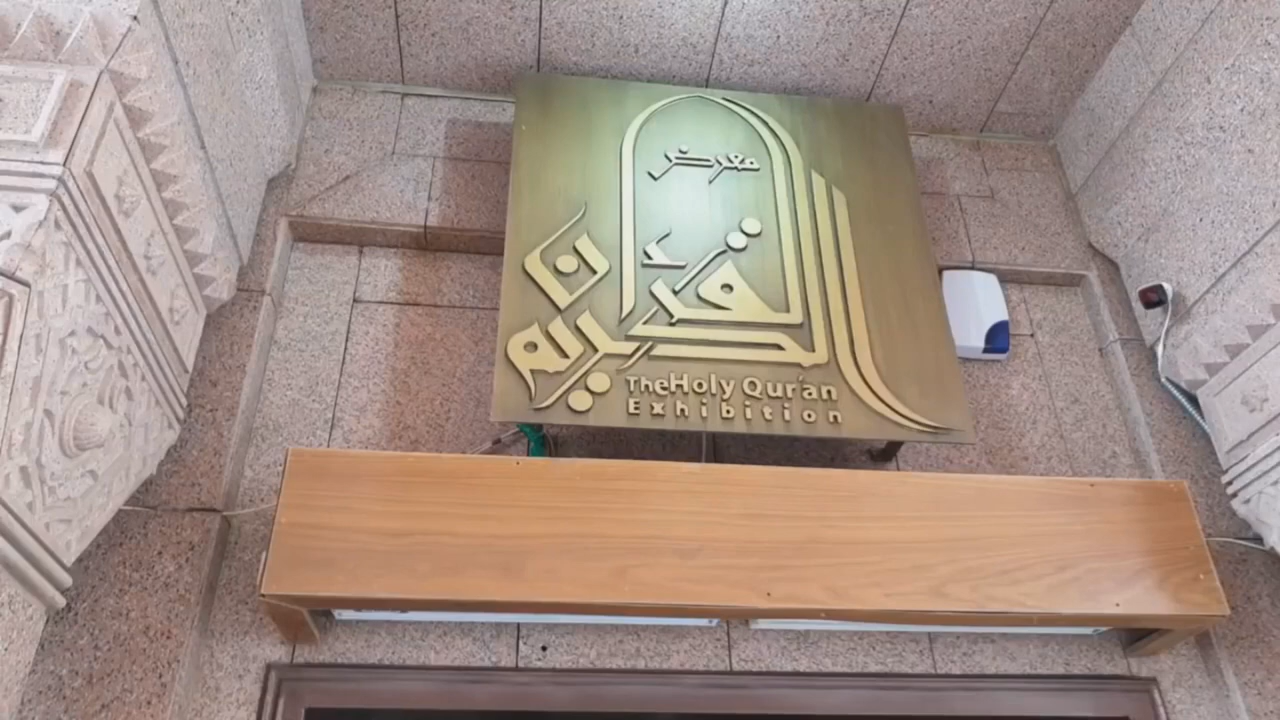 معرض
القرآن
الكريم
The Holy Qur'an
Exhibition